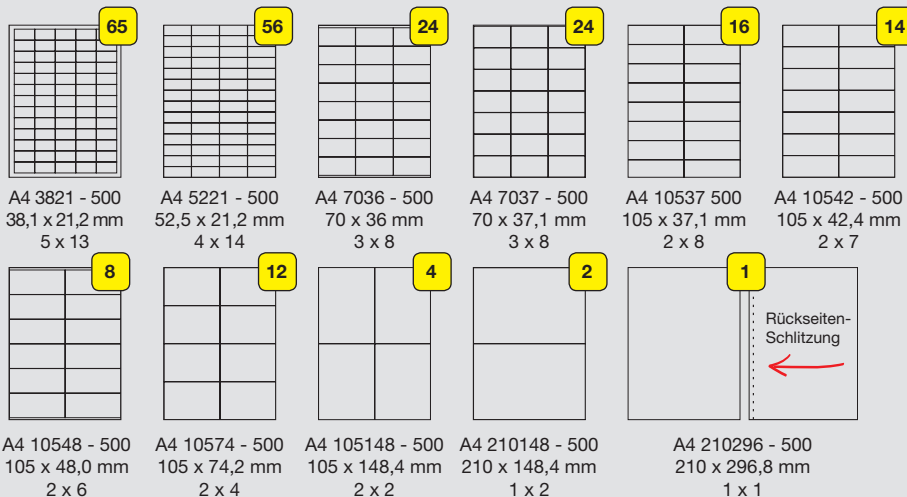 65
A4 3821 - 500
38,1 x 21,2 mm
5 x 13
56
A4 5221 - 500
52,5 x 21,2 mm
4 x 14
24
A4 7036 - 500
70 x 36 mm
3 x 8
24
A4 7037 - 500
70 x 37,1 mm
3 x 8
16
A4 10537 500
105 x 37,1 mm
2 x 8
14
A4 10542 - 500
105 x 42,4 mm
2 x 7
8
A4 10548 - 500
105 x 48,0 mm
2 x 6
12
A4 10574 - 500
105 x 74,2 mm
2 x 4
4
A4 105148 - 500
105 x 148,4 mm
2 x 2
2
A4 210148 - 500
210 x 148,4 mm
1 x 2
1
Rückseiten-
Schlitzung
A4 210296 - 500
210 x 296,8 mm
1 x 1